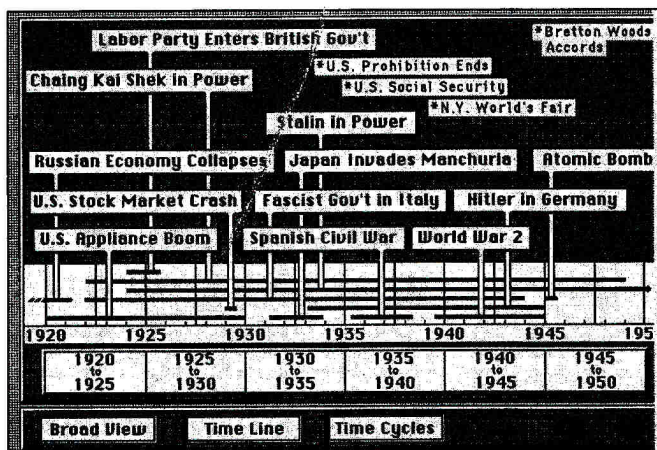 Labor Party Enters British Gov't
*Bretton Woods
Accords
Chaing Kai Shek in Power
*U.S. Prohibition Ends
*U.S. Social Security
*N.Y. World's Fair
Stalin in Power
Russian Economy Collapses
Japan Invades Manchuria
Atomic Bomb
U.S. Stock Market Crash
Fascist Gov't in Italy
Hitler in Germany
U.S. Appliance Boom
Spanish Civil War
World War 2
1920 1925 1930 1935 1940 1945 195
1920 to 1925
1925 to 1930
1930 to 1935
1935 to 1940
1940 to 1945
1945 to 1950
Broad View
Time Line
Time Cycles